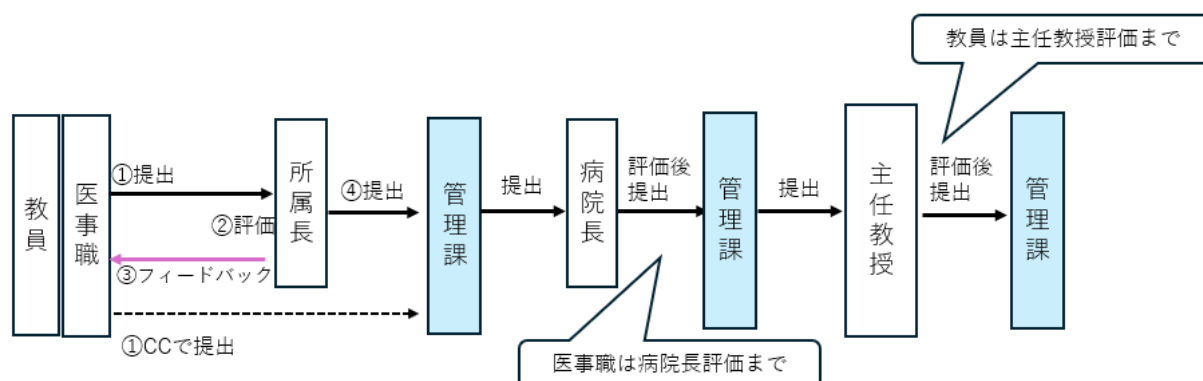 教員は主任教授評価まで
教員
医事職
①提出
②評価
③フィードバック
①CCで提出
所属長
④提出
管理課
提出
病院長
評価後
提出
医事職は病院長評価まで
管理課
提出
主任教授
評価後
提出
管理課